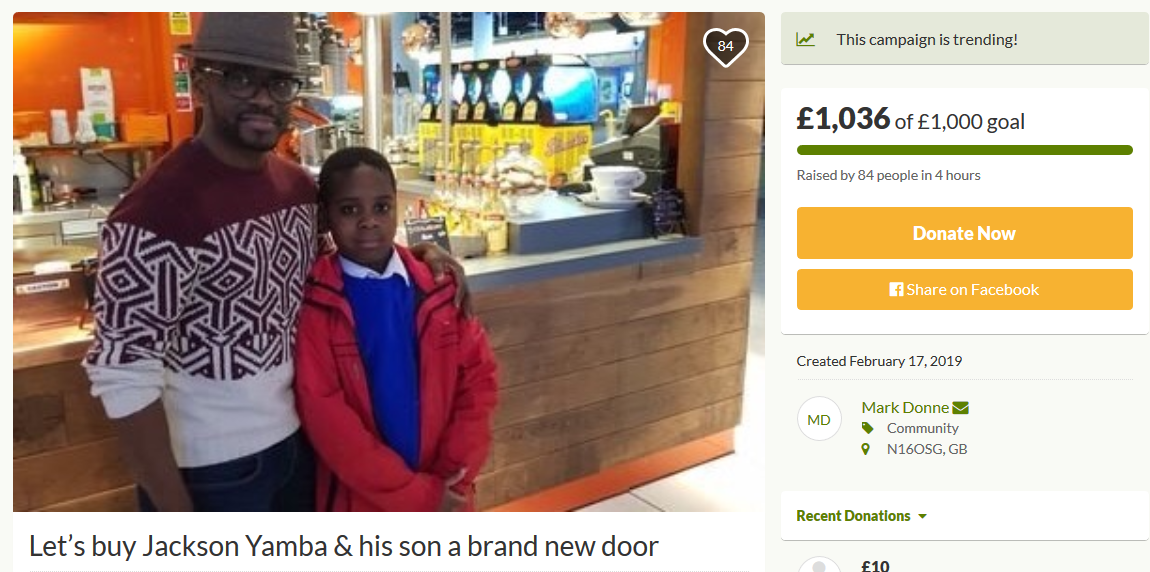 84
Let’s buy Jackson Yamba & his son a brand new door
This campaign is trending!
£1,036 of £1,000 goal
Raised by 84 people in 4 hours
Donate Now
Share on Facebook
Created February 17, 2019
MD
Mark Donne
Community
N16OSG, GB
Recent Donations
£10
CAUTION